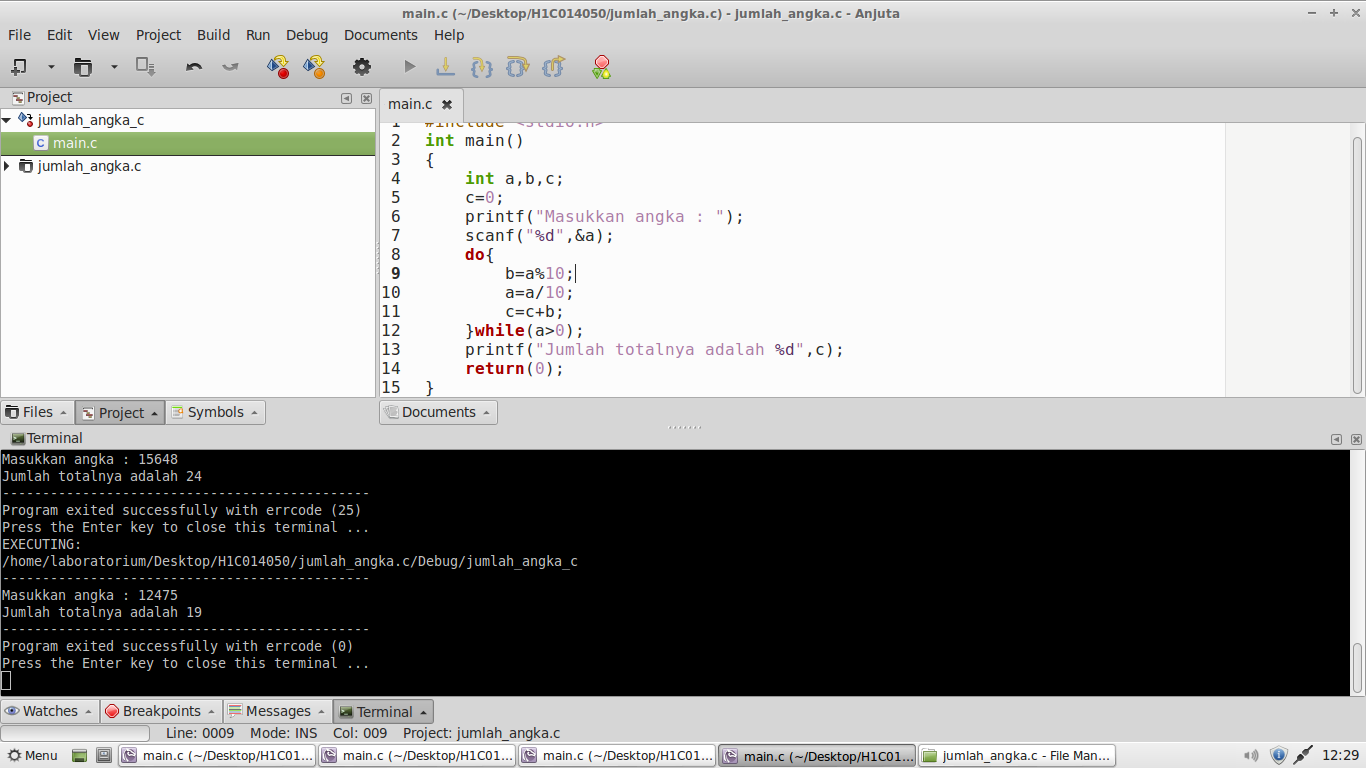 main.c (~/Desktop/H1C014050/jumlah_angka.c) - jumlah_angka.c - Anjuta
File Edit View Project Build Run Debug Documents Help
Project
jumlah_angka_c
main.c
jumlah_angka.c
Files Project Symbols
main.c
1 #include <stdio.h>
2 int main()
3 {
4 int a,b,c;
5 c=0;
6 printf("Masukkan angka : ");
7 scanf("%d",&a);
8 do{
9 b=a%10;
10 a=a/10;
11 c=c+b;
12 }while(a>0);
13 printf("Jumlah totalnya adalah %d",c);
14 return(0);
15 }
Documents
Terminal
Masukkan angka : 15648
Jumlah totalnya adalah 24
----------------------------------------------
Program exited successfully with errcode (25)
Press the Enter key to close this terminal ...
EXECUTING:
/home/laboratorium/Desktop/H1C014050/jumlah_angka.c/Debug/jumlah_angka_c
----------------------------------------------
Masukkan angka : 12475
Jumlah totalnya adalah 19
----------------------------------------------
Program exited successfully with errcode (0)
Press the Enter key to close this terminal ...
Watches Breakpoints Messages Terminal
Line: 0009 Mode: INS Col: 009 Project: jumlah_angka.c
Menu main.c (~/Desktop/H1C01... main.c (~/Desktop/H1C01... main.c (~/Desktop/H1C01... main.c (~/Desktop/H1C01... jumlah_angka.c - File Man... 12:29